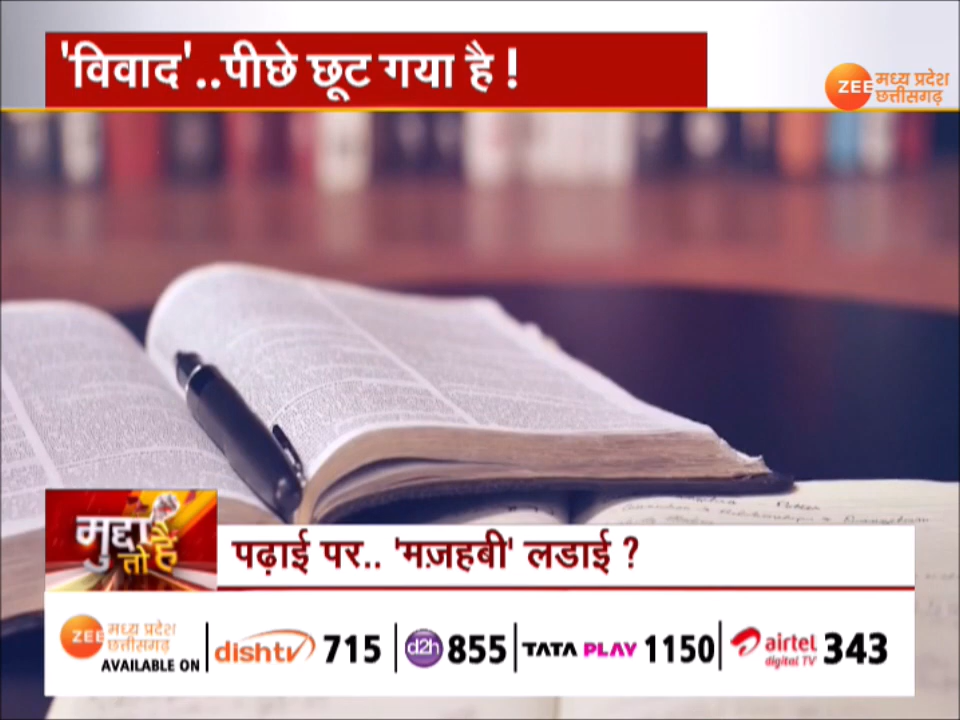 'विवाद'..पीछे छूट गया है !
ZEE मध्य प्रदेश
छत्तीसगढ़
मुद्दा
तो है
पढ़ाई पर.. 'मज़हबी' लडाई ?
ZEE मध्य प्रदेश
छत्तीसगढ़
AVAILABLE ON
dishtv 715
d2h 855
TATA PLAY 1150
airtel
digital TV
343